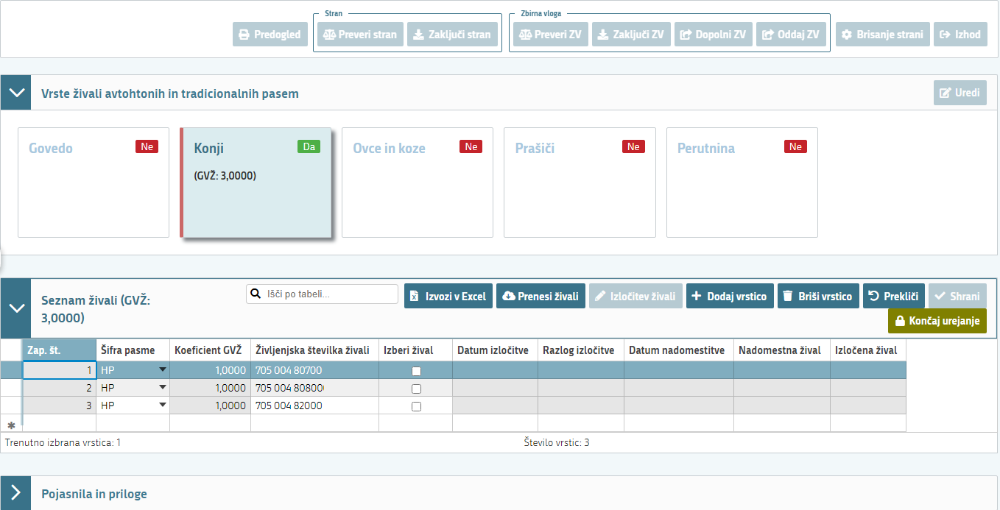 Stran
Zbirna vloga
Predogled
Preveri stran
Zaključi stran
Preveri ZV
Zaključi ZV
Dopolni ZV
Oddaj ZV
Brisanje strani
Izhod
Vrste živali avtohtonih in tradicionalnih pasem
Uredi
Govedo Ne
Konji Da
Ovce in koze Ne
Prašiči Ne
Perutnina Ne
(GVŽ: 3,0000)
Seznam živali (GVŽ:
3,0000)
Išči po tabeli...
Izvozi v Excel
Prenesi živali
Izločitev živali
Dodaj vrstico
Briši vrstico
Prekliči
Shrani
Končaj urejanje
Zap. št. Šifra pasme Koeficient GVŽ Življenjska številka živali Izberi žival Datum izločitve Razlog izločitve Datum nadomestitve Nadomestna žival Izločena žival
1 HP 1,0000 705 004 80700
2 HP 1,0000 705 004 80800
3 HP 1,0000 705 004 82000
Trenutno izbrana vrstica: 1
Število vrstic: 3
Pojasnila in priloge